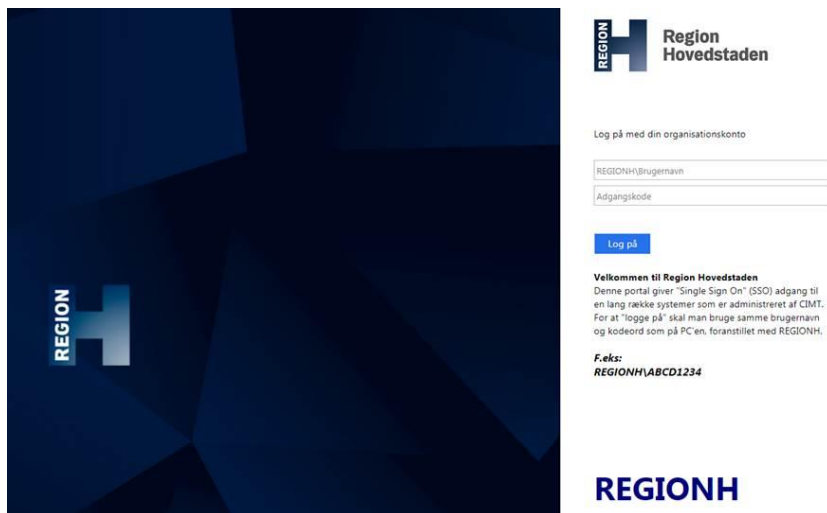 REGION
REGION
Region
Hovedstaden
Log på med din organisationskonto
REGIONH\Brugernavn
Adgangskode
Log på
Velkommen til Region Hovedstaden
Denne portal giver "Single Sign On" (SSO) adgang til
en lang række systemer som er administreret af CIMT.
For at "logge på" skal man bruge samme brugernavn
og kodeord som på PC'en, foranstillet med REGIONH.
F.eks:
REGIONH\ABCD1234
REGIONH